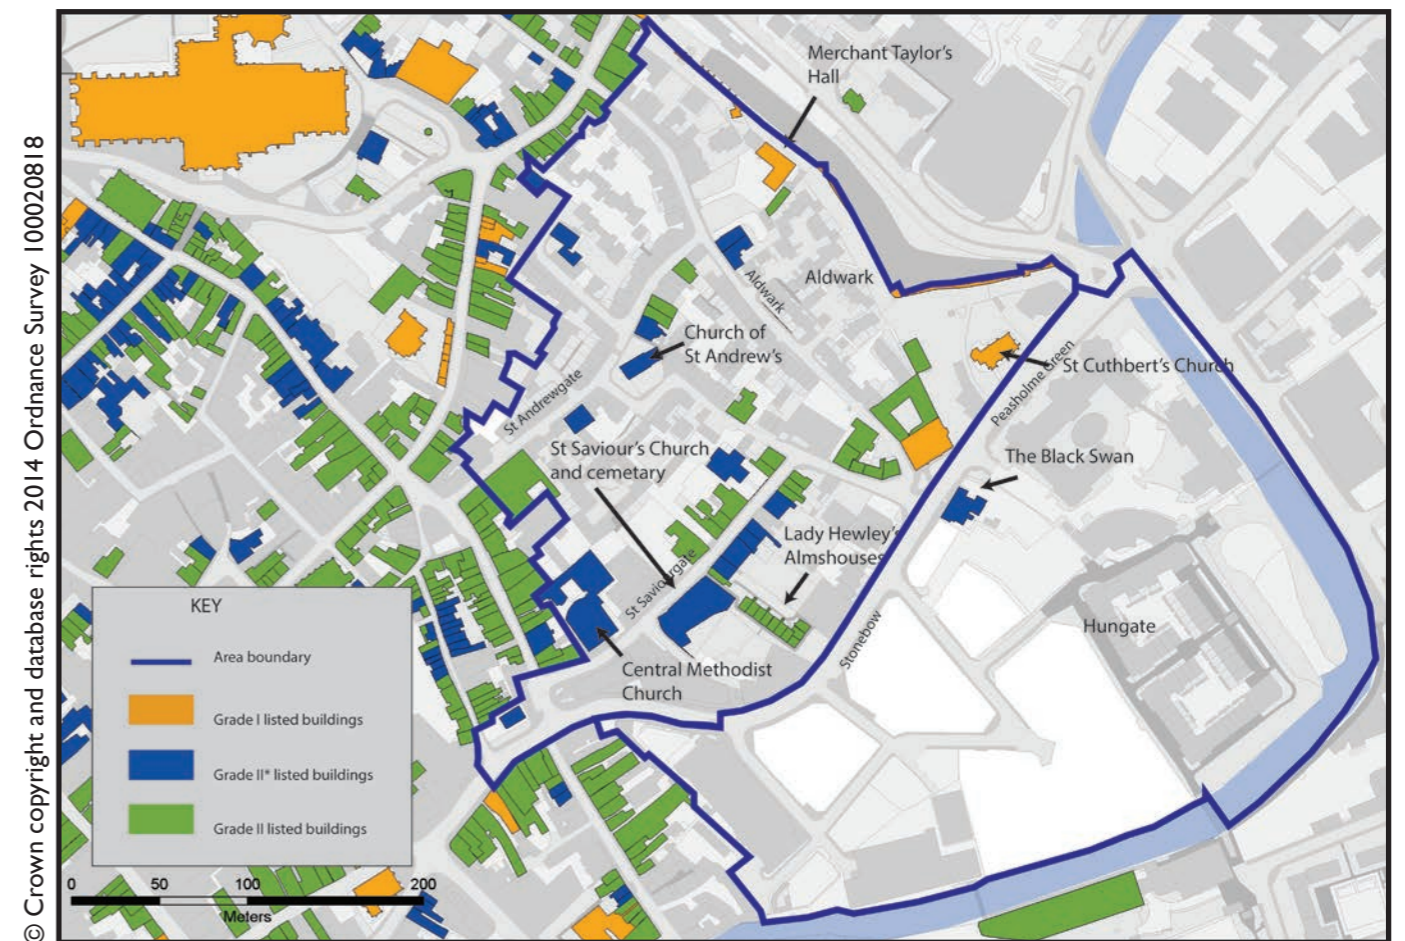 © Crown copyright and database rights 2014 Ordnance Survey 100020818
Merchant Taylor's
Hall
Aldwark
Aldwark
Church of
St Andrew's
St Cuthbert's Church
Peasholme Green
St Andrewgate
St Saviour's Church
and cemetary
The Black Swan
Lady Hewley's
Almshouses
St Saviourgate
Stonebow
Hungate
Central Methodist
Church
KEY
Area boundary
Grade I listed buildings
Grade II* listed buildings
Grade II listed buildings
0 50 100 200
Meters